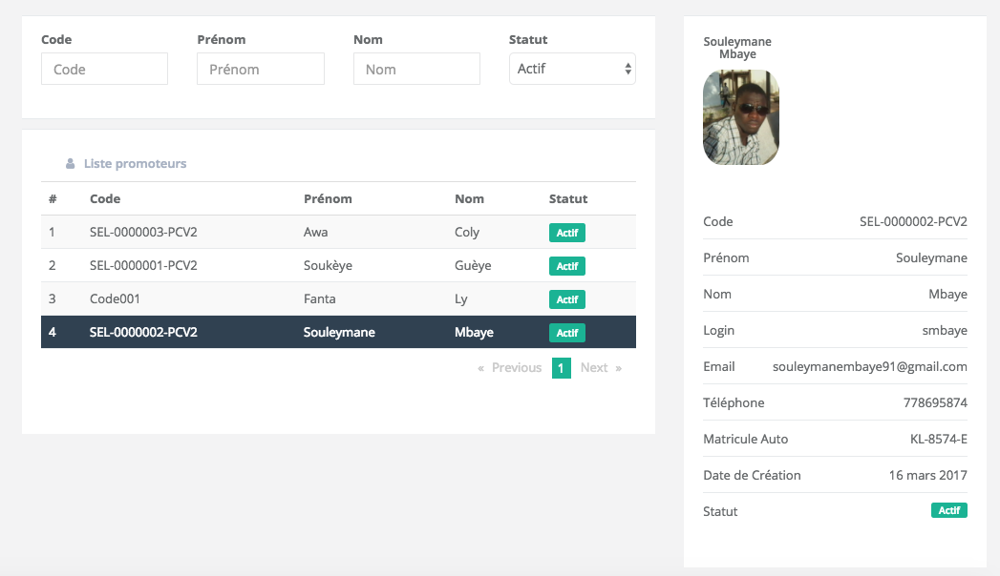 Code Prénom Nom Statut
Code Prénom Nom Actif
Liste promoteurs
# Code Prénom Nom Statut
1 SEL-0000003-PCV2 Awa Coly Actif
2 SEL-0000001-PCV2 Soukèye Guèye Actif
3 Code001 Fanta Ly Actif
4 SEL-0000002-PCV2 Souleymane Mbaye Actif
« Previous 1 Next »
Souleymane
Mbaye
Code SEL-0000002-PCV2
Prénom Souleymane
Nom Mbaye
Login smbaye
Email souleymanembaye91@gmail.com
Téléphone 778695874
Matricule Auto KL-8574-E
Date de Création 16 mars 2017
Statut Actif